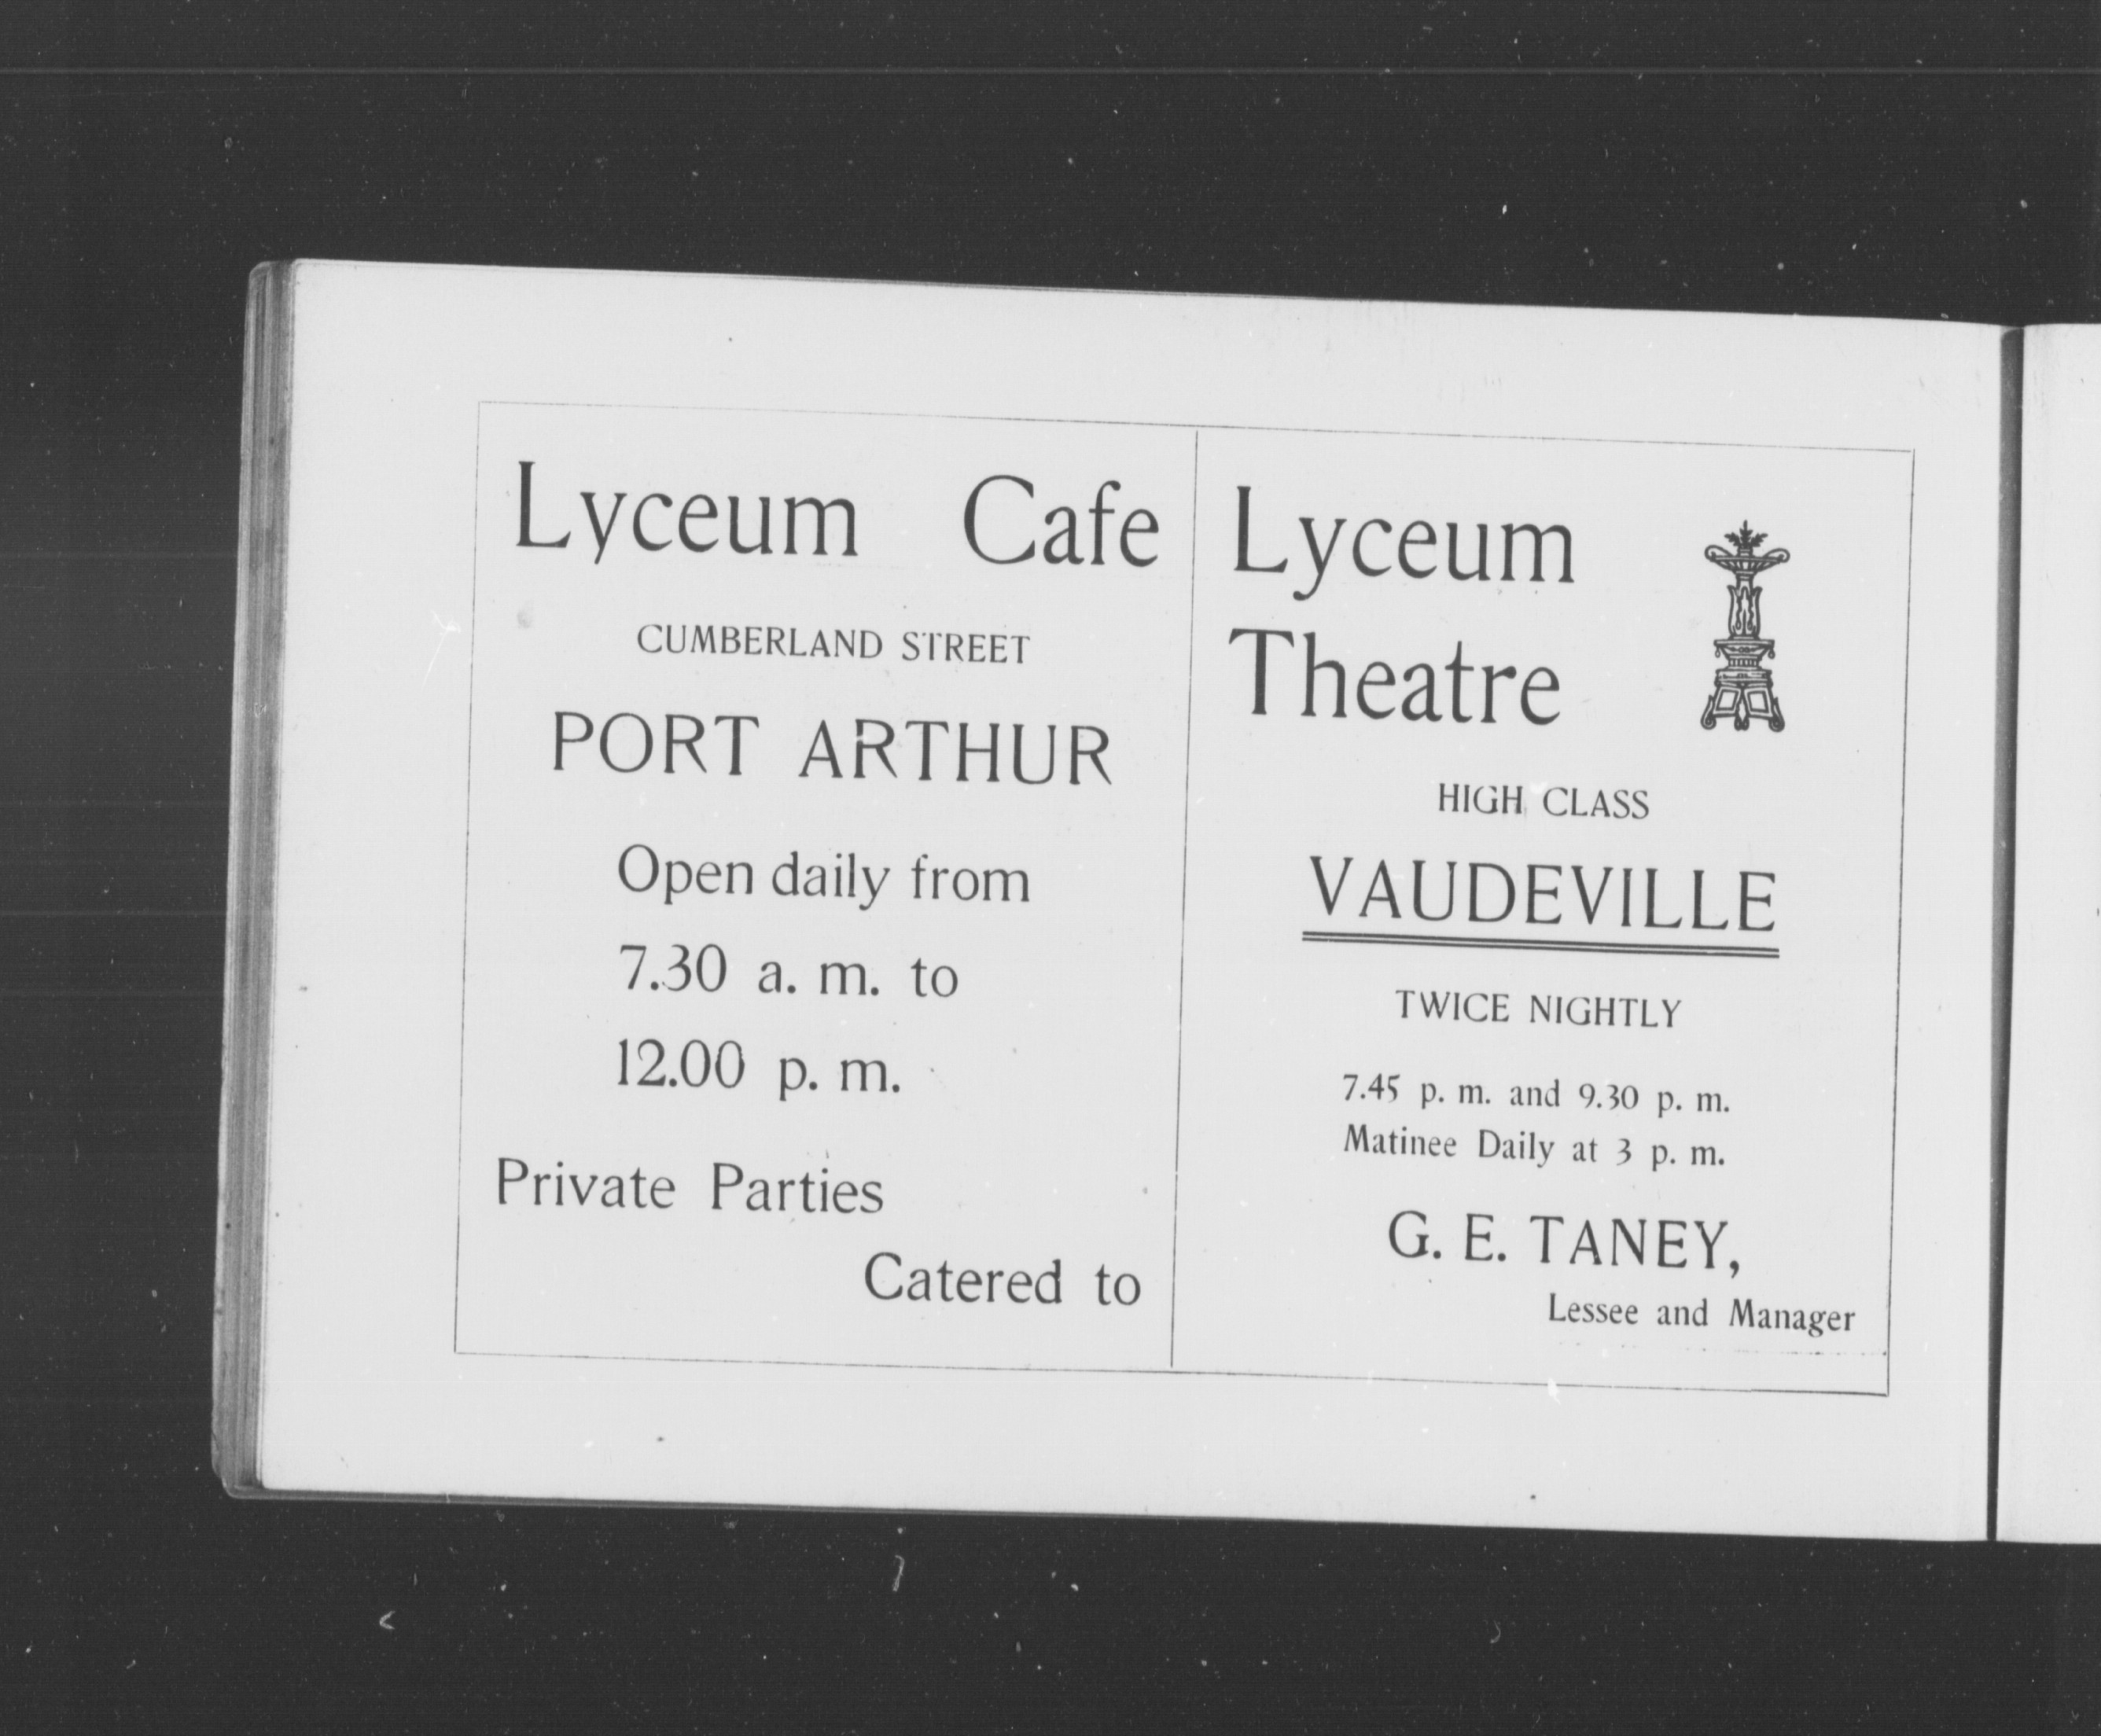 Lyceum Cafe
CUMBERLAND STREET
PORT ARTHUR
Open daily from
7.30 a. m. to
12.00 p. m.
Private Parties
Catered to
Lyceum
Theatre
HIGH CLASS
VAUDEVILLE
TWICE NIGHTLY
7.45 p. m. and 9.30 p. m.
Matinee Daily at 3 p. m.
G. E. TANEY,
Lessee and Manager